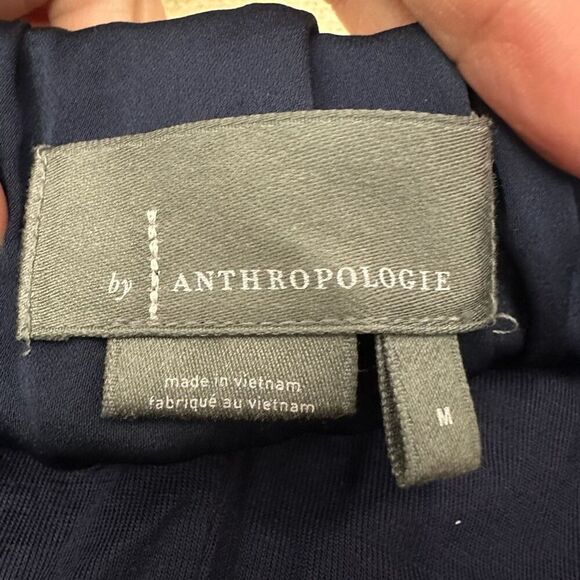 by ANTHROPOLOGIE
made in vietnam
fabriqué au vietnam
M